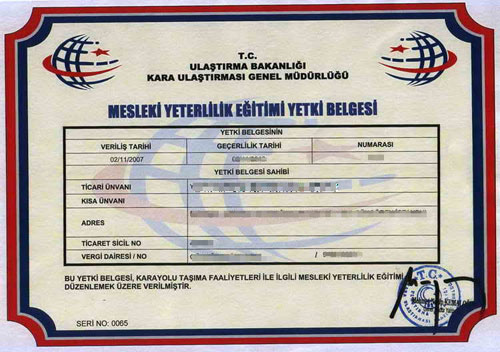 T.C.
ULAŞTIRMA BAKANLIĞI
KARA ULAŞTIRMASI GENEL MÜDÜRLÜĞÜ
MESLEKİ YETERLİLİK EĞİTİMİ YETKİ BELGESİ
YETKİ BELGESİNİN
VERİLİŞ TARİHİ GEÇERLİLİK TARİHİ NUMARASI
02/11/2007
YETKİ BELGESİ SAHİBİ
TİCARİ ÜNVANI
KISA ÜNVANI
ADRES
TİCARET SİCİL NO
VERGİ DAİRESİ / NO /
BU YETKİ BELGESİ, KARAYOLU TAŞIMA FAALİYETLERİ İLE İLGİLİ MESLEKİ YETERLİLİK EĞİTİMİ
DÜZENLEMEK ÜZERE VERİLMİŞTİR.
T.C.
SERİ NO: 0065